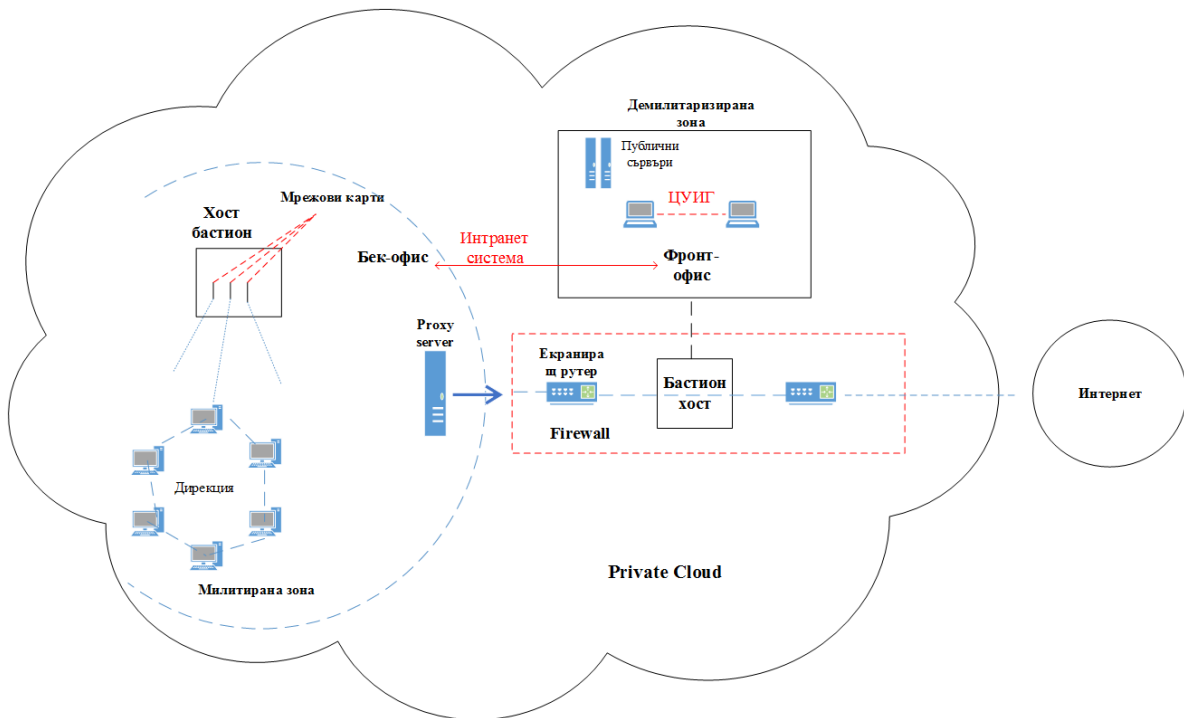 Демилитаризирана
зона
Публични
сървъри
ЦУИГ
Мрежови карти
Хост
бастион
Бек-офис
Интранет
система
Фронт-
офис
Proxy
server
Екранира
щ рутер
Бастион
хост
Firewall
Интернет
Дирекция
Милитирана зона
Private Cloud